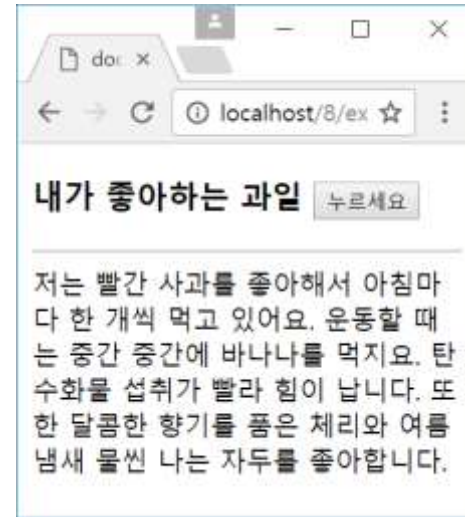 doc
localhost/8/ex
내가 좋아하는 과일 누르세요
저는 빨간 사과를 좋아해서 아침마
다 한 개씩 먹고 있어요. 운동할 때
는 중간 중간에 바나나를 먹지요. 탄
수화물 섭취가 빨라 힘이 납니다. 또
한 달콤한 향기를 품은 체리와 여름
냄새 물씬 나는 자두를 좋아합니다.